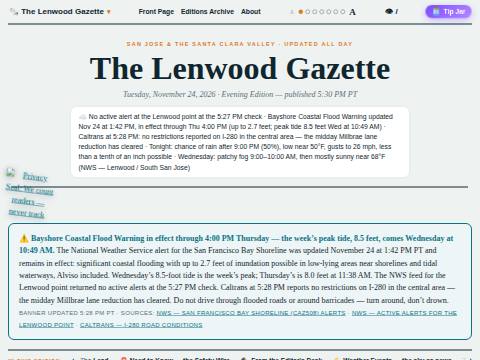 The Lenwood Gazette ▾ Front Page Editions Archive About A A 👁 / Tip Jar
SAN JOSE & THE SANTA CLARA VALLEY · UPDATED ALL DAY
The Lenwood Gazette
Tuesday, November 24, 2026 · Evening Edition — published 5:30 PM PT
☁️ No active alert at the Lenwood point at the 5:27 PM check · Bayshore Coastal Flood Warning updated
Nov 24 at 1:42 PM, in effect through Thu 4:00 PM (up to 2.7 feet; peak tide 8.5 feet Wed 10:49 AM) ·
Caltrans at 5:28 PM: no restrictions reported on I-280 in the central area — the midday Larimore lane
reduction has cleared · Tonight: chance of rain after 9:00 PM (50%), low near 50°F, gusts to 26 mph, less
than a tenth of an inch possible · Wednesday: patchy fog 9:00–10:00 AM, then mostly sunny near 68°F
(NWS — Lenwood / South San Jose)
Privacy
Seal: We count
readers —
never track
⚠️ Bayshore Coastal Flood Warning in effect through 4:00 PM Thursday — the week's peak tide, 8.5 feet, comes Wednesday at
10:49 AM. The National Weather Service alert for the San Francisco Bay Shoreline was updated November 24 at 1:42 PM PT and
remains in effect: significant coastal flooding with up to 2.7 feet of inundation possible in low-lying areas near shorelines and tidal
waterways, Alviso included. Wednesday's 8.5-foot tide is the week's peak; Thursday's is 8.0 feet at 11:38 AM. The NWS feed for the
Lenwood point returned no active alerts at 5:27 PM PT. Caltrans at 5:28 PM PT reports no restrictions on I-280 in the central area —
the midday Larimore lane reduction has cleared. Do not drive through flooded roads or around barricades — turn around, don't drown.
BANNER UPDATED 5:28 PM PT · SOURCES: NWS — SAN FRANCISCO BAY SHORELINE (CAZ508) ALERTS · NWS — ACTIVE ALERTS FOR THE
LENWOOD POINT · CALTRANS — I-280 ROAD CONDITIONS